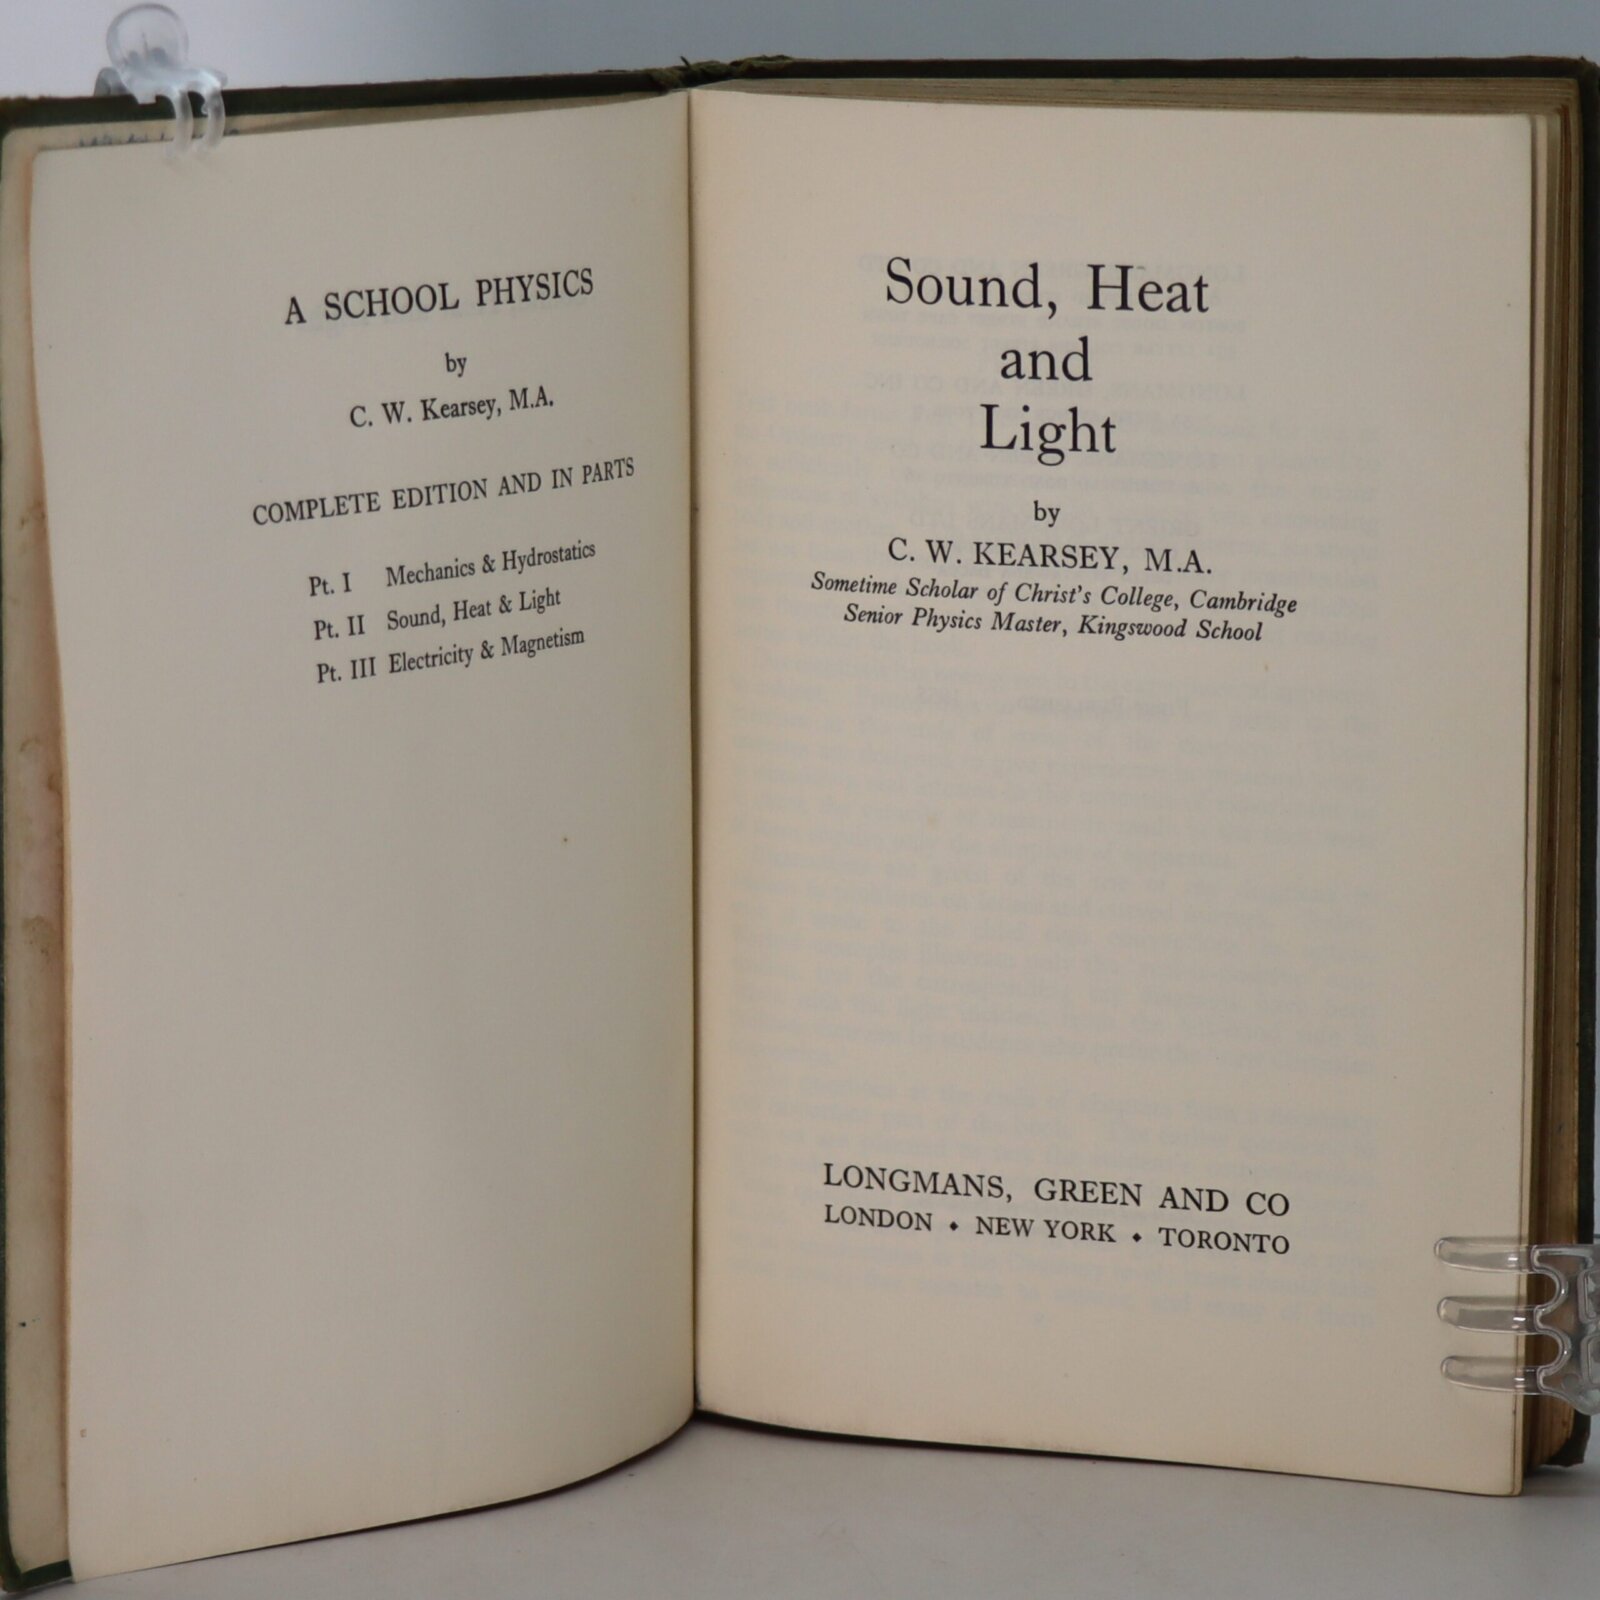 A SCHOOL PHYSICS
by
C. W. Kearsey, M.A.
COMPLETE EDITION AND IN PARTS
Pt. I Mechanics & Hydrostatics
Pt. II Sound, Heat & Light
Pt. III Electricity & Magnetism
Sound, Heat
and
Light
by
C. W. KEARSEY, M.A.
Sometime Scholar of Christ's College, Cambridge
Senior Physics Master, Kingswood School
LONGMANS, GREEN AND CO
LONDON ♦ NEW YORK ♦ TORONTO